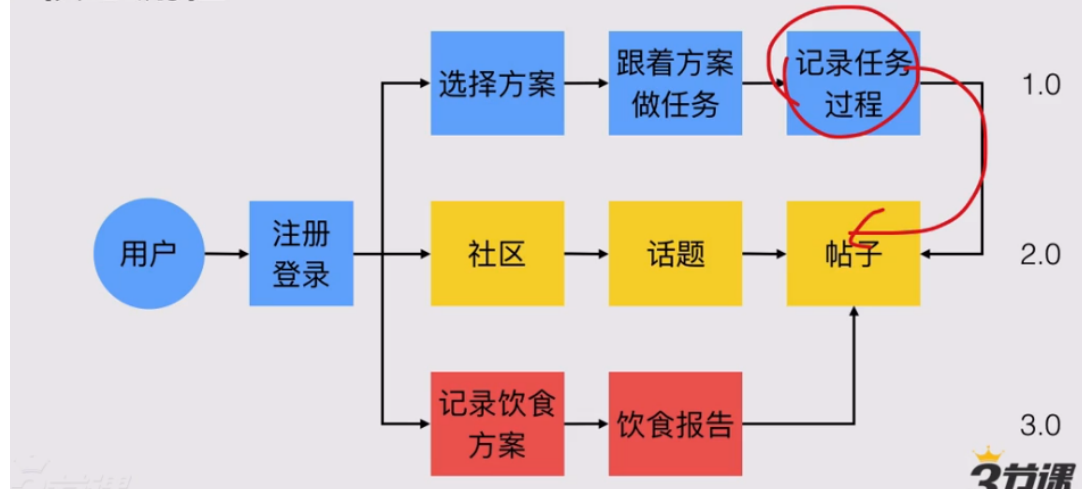 选择方案
跟着方案
做任务
记录任务
过程
1.0
用户
注册
登录
社区
话题
帖子
2.0
记录饮食
方案
饮食报告
3.0
3节课